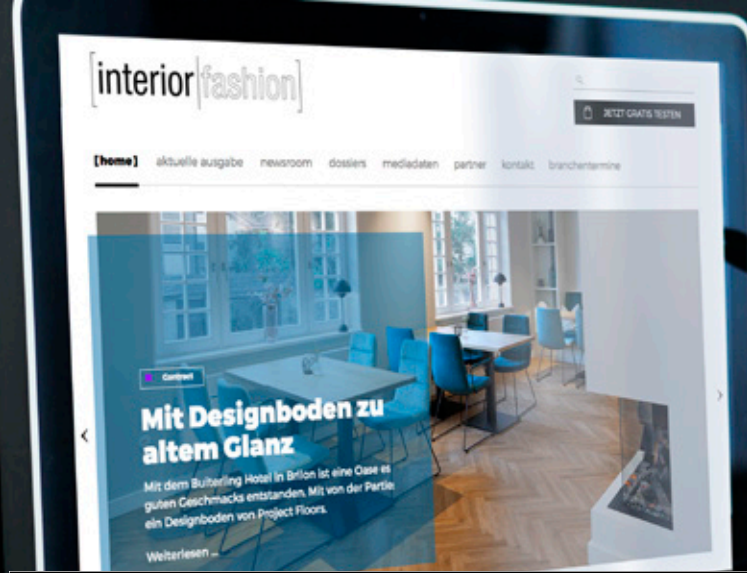 [interior|fashion]
JETZT GRATIS TESTEN
[home] aktuelle ausgabe newsroom dossiers mediadaten partner kontakt branchentermine
Contract
Mit Designboden zu
altem Glanz
Mit dem Buiterling Hotel in Brilon ist eine Oase es
guten Geschmacks entstanden. Mit von der Partie:
ein Designboden von Project Floors.
Weiterlesen ...